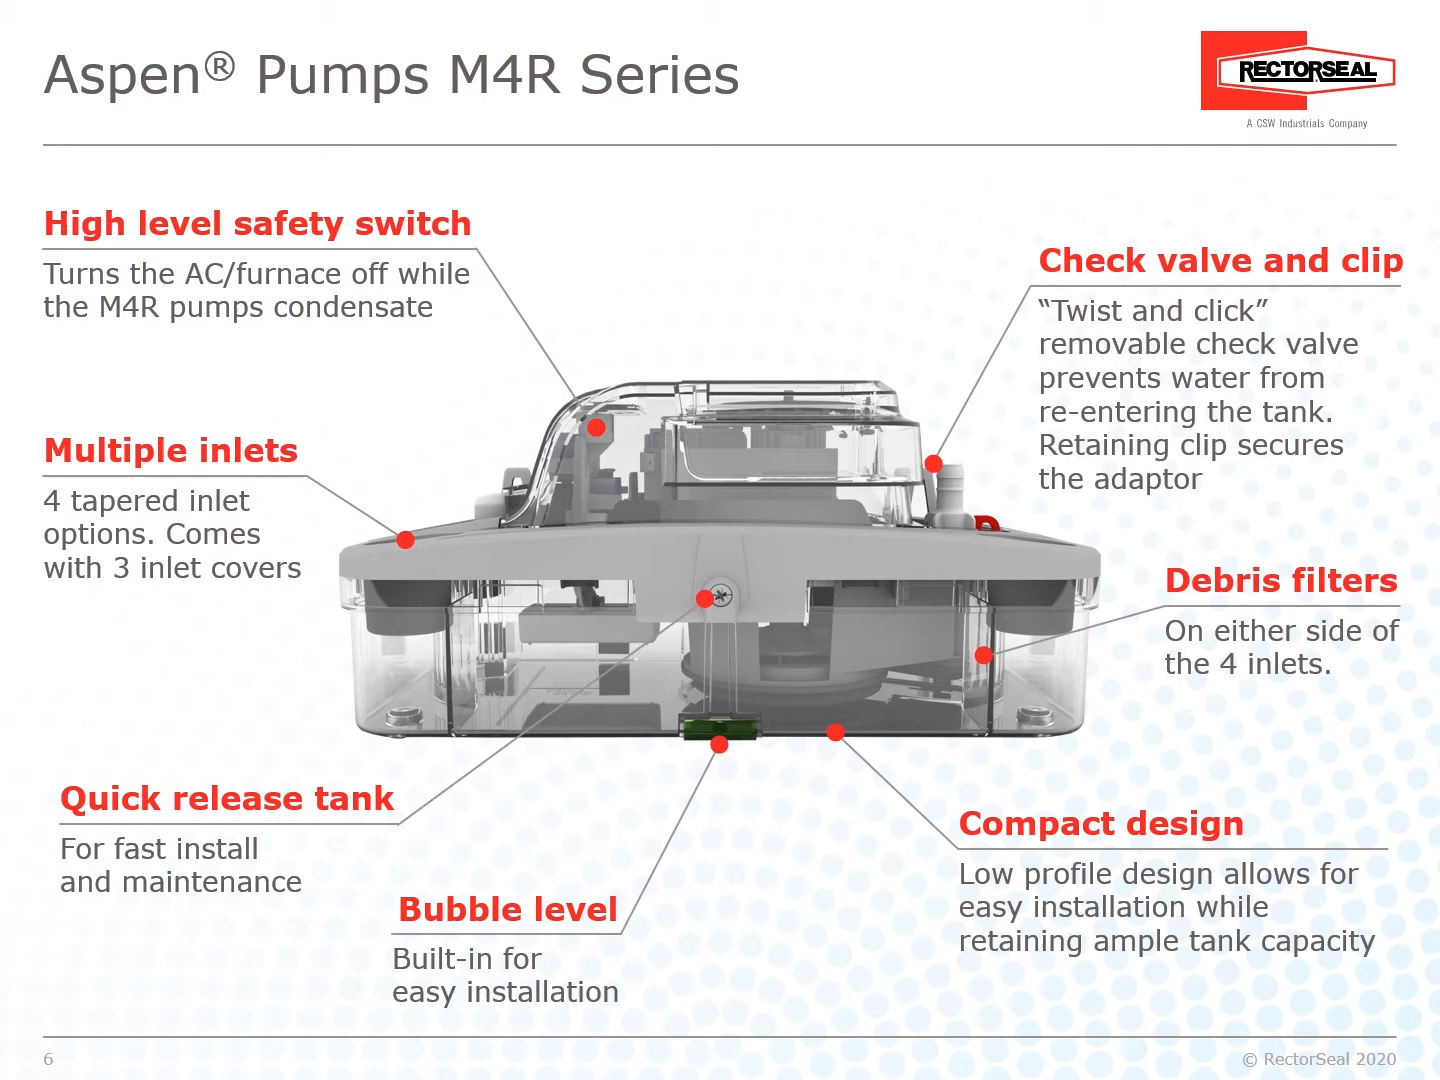 Aspen® Pumps M4R Series
RECTORSEAL
A CSW Industrials Company
High level safety switch
Turns the AC/furnace off while
the M4R pumps condensate
Check valve and clip
“Twist and click”
removable check valve
prevents water from
re-entering the tank.
Retaining clip secures
the adaptor
Multiple inlets
4 tapered inlet
options. Comes
with 3 inlet covers
Debris filters
On either side of
the 4 inlets.
Quick release tank
For fast install
and maintenance
Compact design
Low profile design allows for
easy installation while
retaining ample tank capacity
Bubble level
Built-in for
easy installation
6
© RectorSeal 2020